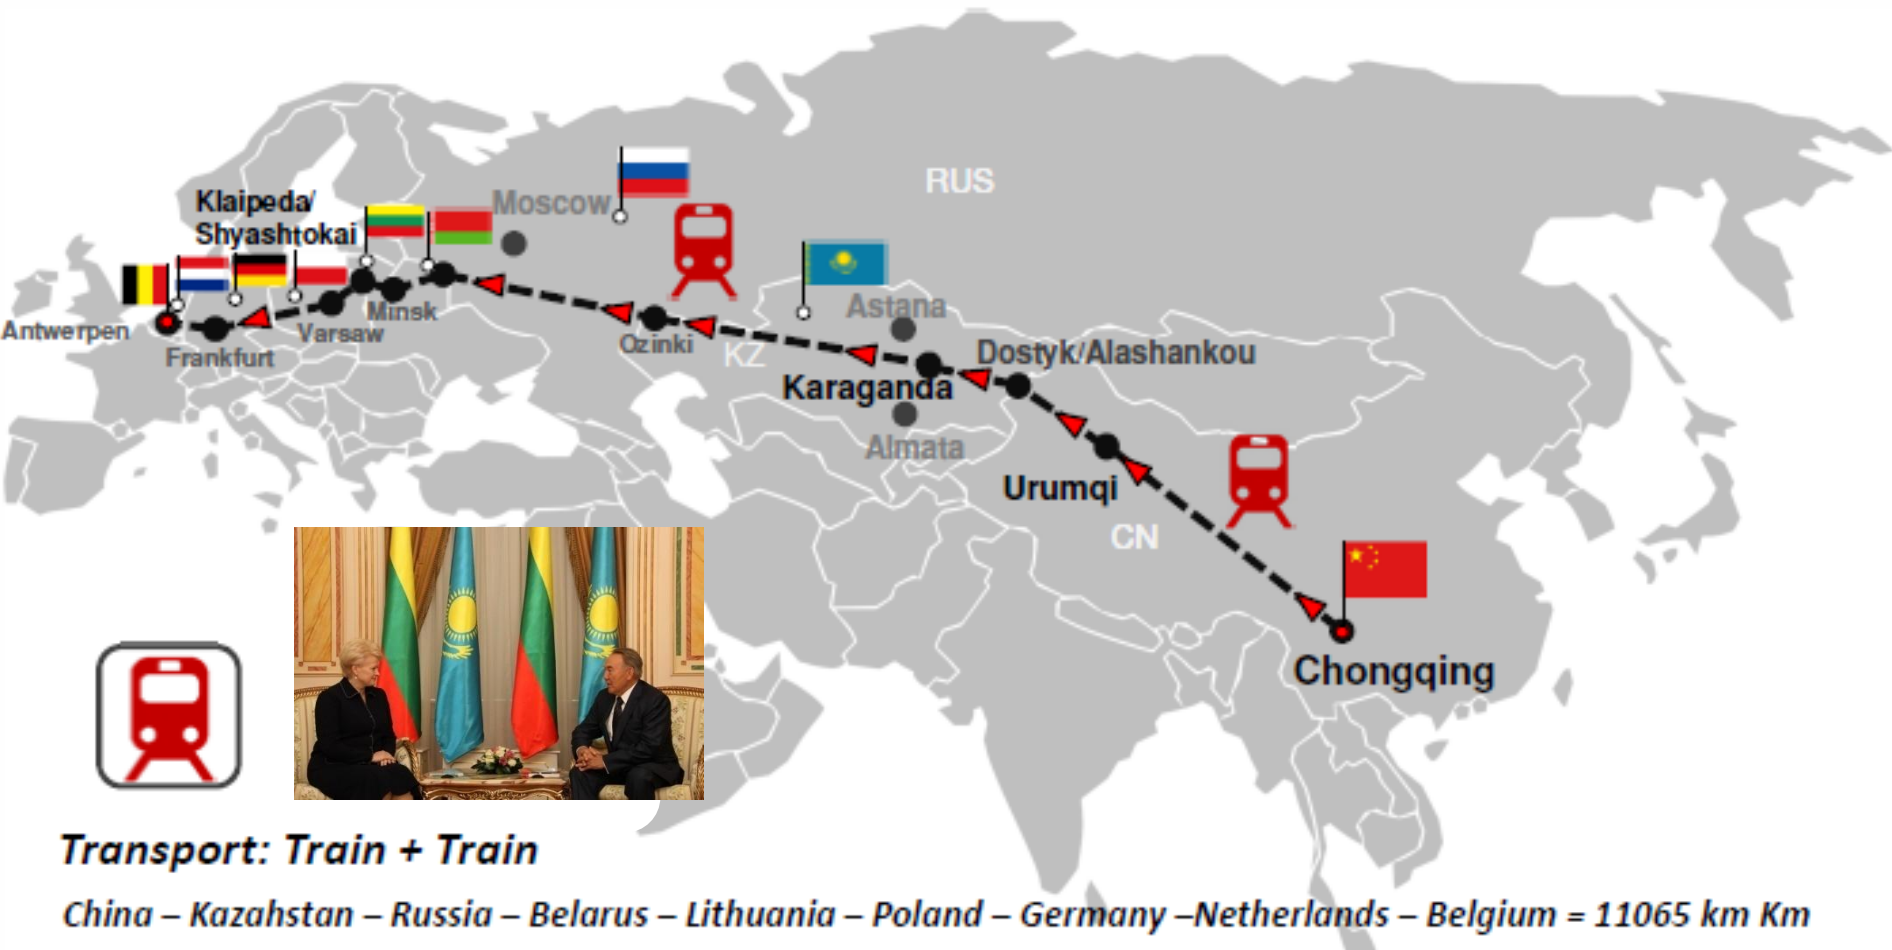 RUS
Moscow
Klaipeda/
Shyashtokai
Antwerpen
Frankfurt
Varsaw
Minsk
Ozinki
KZ
Astana
Karaganda
Dostyk/Alashankou
Almata
Urumqi
CN
Chongqing
Transport: Train + Train
China – Kazahstan – Russia – Belarus – Lithuania – Poland – Germany –Netherlands – Belgium = 11065 km Km